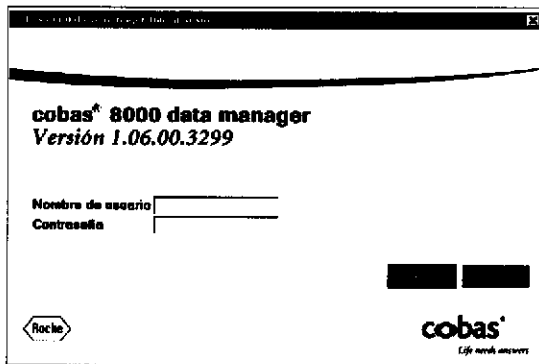 cobas® 8000 data manager
Versión 1.06.00.3299
Nombre de usuario
Contraseña
Roche
cobas®
Life needs answers